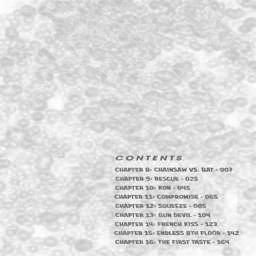 CONTENTS
CHAPTER 8: CHAINSAW VS. BAT - 007
CHAPTER 9: RESCUE - 025
CHAPTER 10: KON - 045
CHAPTER 11: COMPROMISE - 065
CHAPTER 12: SQUEEZE - 085
CHAPTER 13: GUN DEVIL - 104
CHAPTER 14: FRENCH KISS - 123
CHAPTER 15: ENDLESS 8TH FLOOR - 142
CHAPTER 16: THE FIRST TASTE - 164